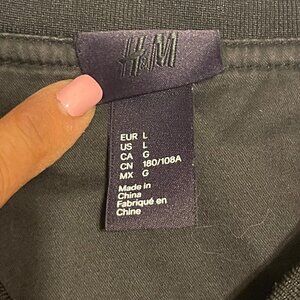 H&M
EUR L
US L
CA G
CN 180/108A
MX G
Made in
China
Fabriqué en
Chine